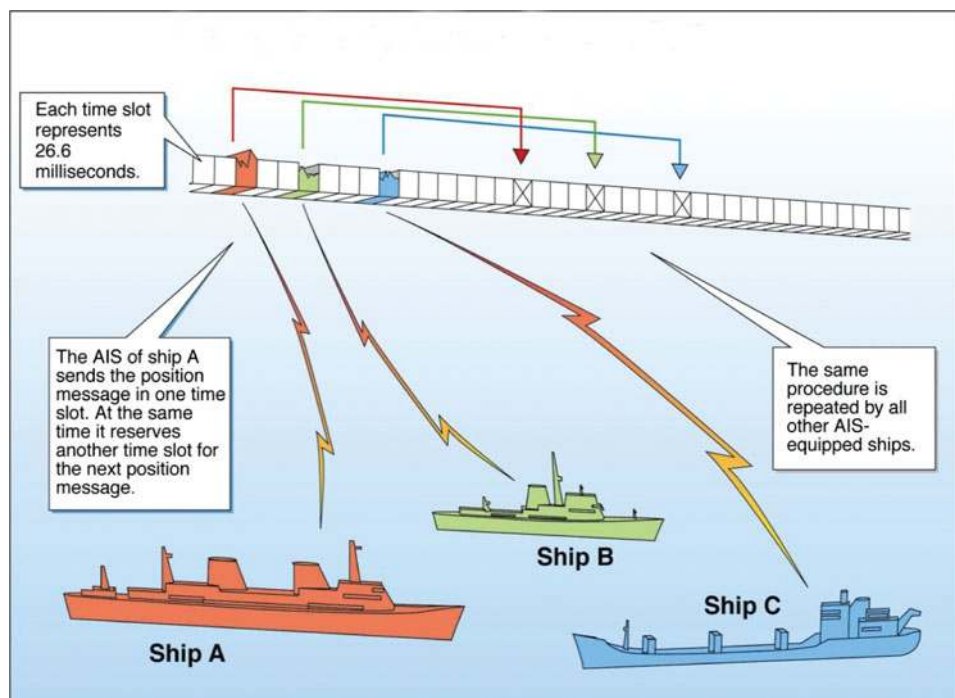 Each time slot
represents
26.6
milliseconds.
The AIS of ship A
sends the position
message in one time
slot. At the same
time it reserves
another time slot for
the next position
message.
The same
procedure is
repeated by all
other AIS-
equipped ships.
Ship B
Ship C
Ship A